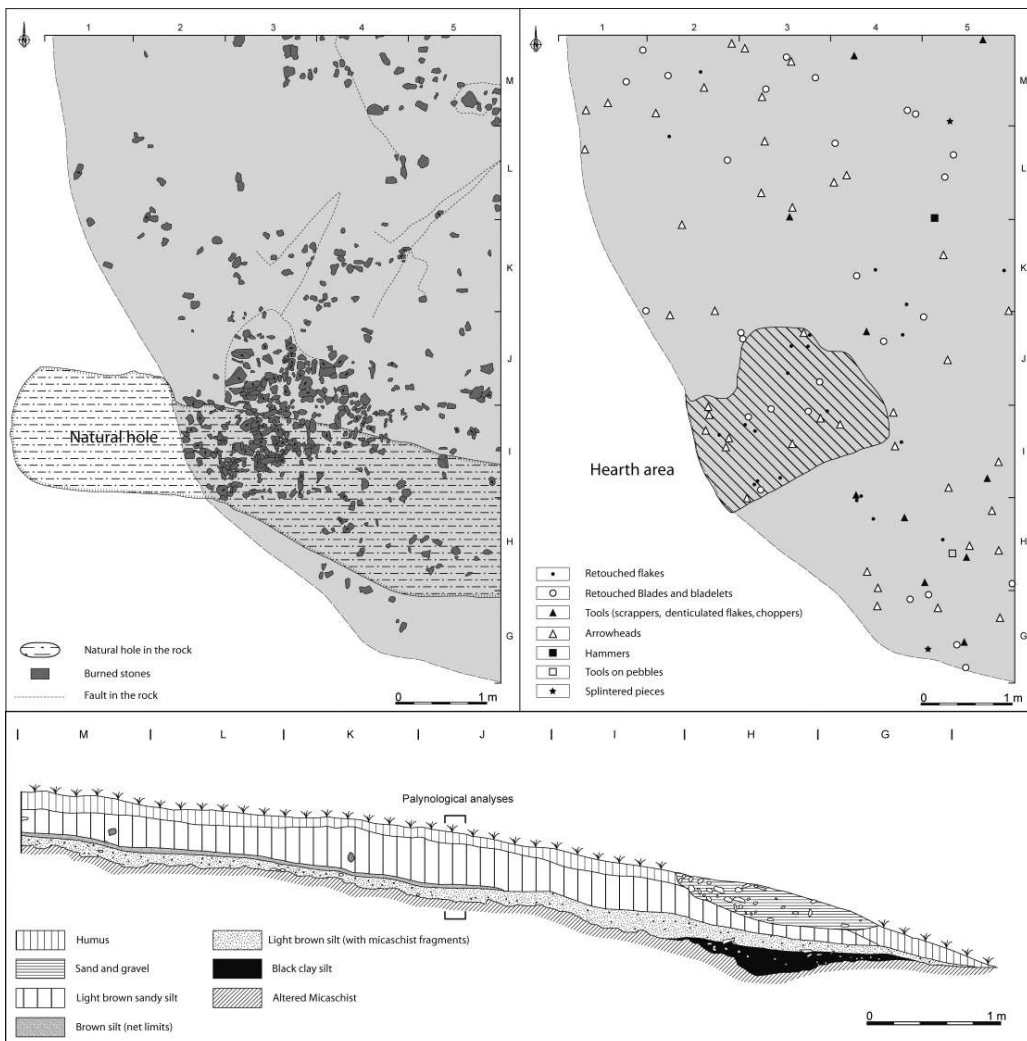 1 2 3 4 5
N
M
L
K
J
I
H
G
Natural hole
Natural hole in the rock
Burned stones
Fault in the rock
0 1 m
1 2 3 4 5
N
M
L
K
J
I
H
G
Hearth area
Retouched flakes
Retouched Blades and bladelets
Tools (scrappers, denticulated flakes, choppers)
Arrowheads
Hammers
Tools on pebbles
Splintered pieces
0 1 m
M L K J I H G
Palynological analyses
Humus
Sand and gravel
Light brown sandy silt
Brown silt (net limits)
Light brown silt (with micaschist fragments)
Black clay silt
Altered Micaschist
0 1 m